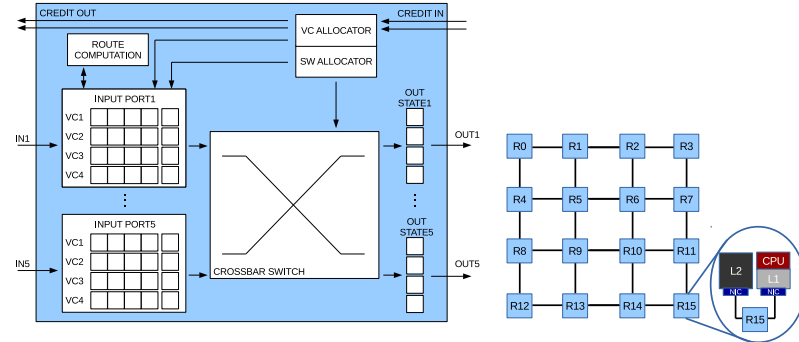 CREDIT OUT
CREDIT IN
VC ALLOCATOR
SW ALLOCATOR
ROUTE
COMPUTATION
INPUT PORT1
VC1
VC2
VC3
VC4
IN1
OUT
STATE1
OUT1
INPUT PORT5
VC1
VC2
VC3
VC4
IN5
CROSSBAR SWITCH
OUT
STATE5
OUT5
R0 R1 R2 R3
R4 R5 R6 R7
R8 R9 R10 R11
R12 R13 R14 R15
L2
CPU
L1
NIC NIC
R15